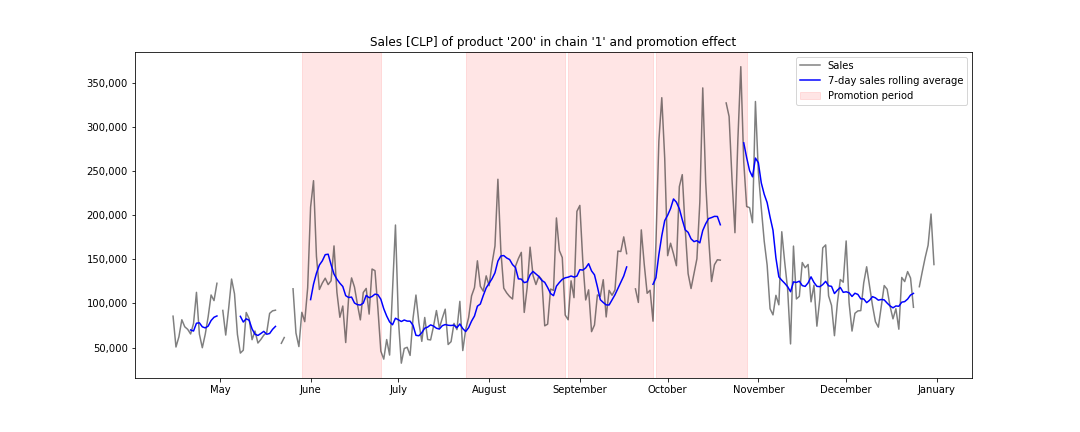 Sales [CLP] of product '200' in chain '1' and promotion effect
Sales
7-day sales rolling average
Promotion period
350,000
300,000
250,000
200,000
150,000
100,000
50,000
May June July August September October November December January